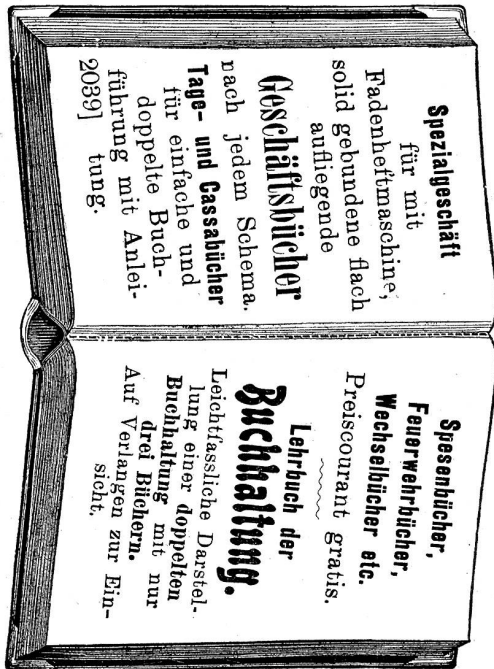 Spezialgeschäft
für mit
Fadenheftmaschine,
solid gebundene flach
aufliegende
Geschäftsbücher
nach jedem Schema.
Tage- und Cassabücher
für einfache und
doppelte Buch-
führung mit Anlei-
2039] tung.
Spesenbücher,
Feuerwehrbücher,
Wechselbücher etc.
Preiscourant gratis.
Lehrbuch der
Buchhaltung.
Leichtfassliche Darstel-
lung einer doppelten
Buchhaltung mit nur
drei Büchern.
Auf Verlangen zur Ein-
sicht.